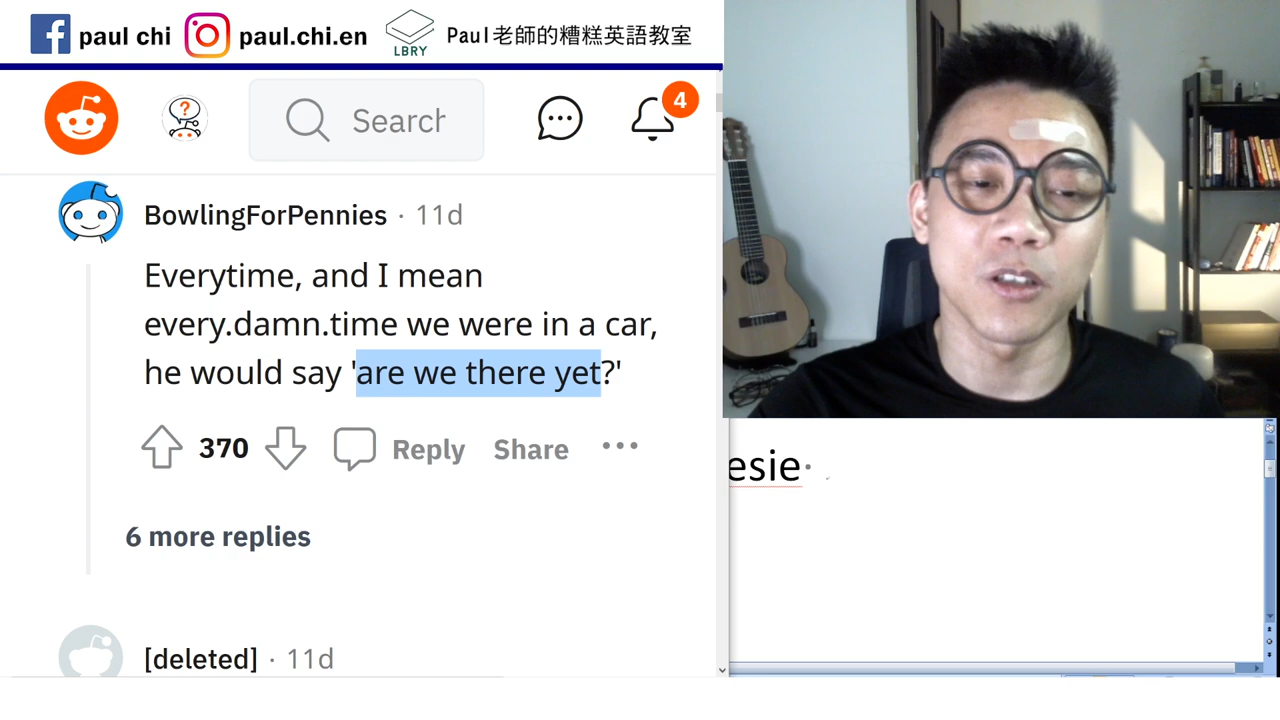 paul chi
paul.chi.en
LBRY
Paul老師的糟糕英語教室
?
Search
4
BowlingForPennies · 11d
Everytime, and I mean
every.damn.time we were in a car,
he would say 'are we there yet?'
370
Reply
Share
6 more replies
[deleted] · 11d
esie